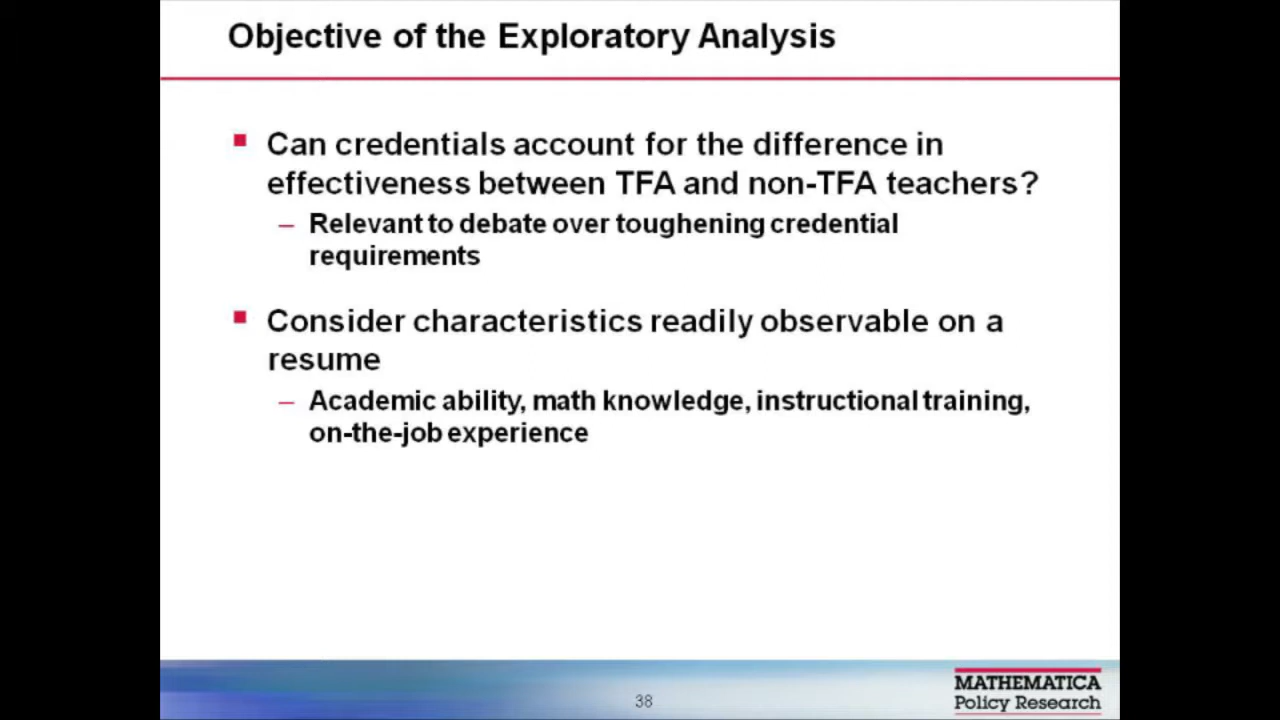 Objective of the Exploratory Analysis
Can credentials account for the difference in
effectiveness between TFA and non-TFA teachers?
– Relevant to debate over toughening credential
requirements
Consider characteristics readily observable on a
resume
– Academic ability, math knowledge, instructional training,
on-the-job experience
38
MATHEMATICA
Policy Research